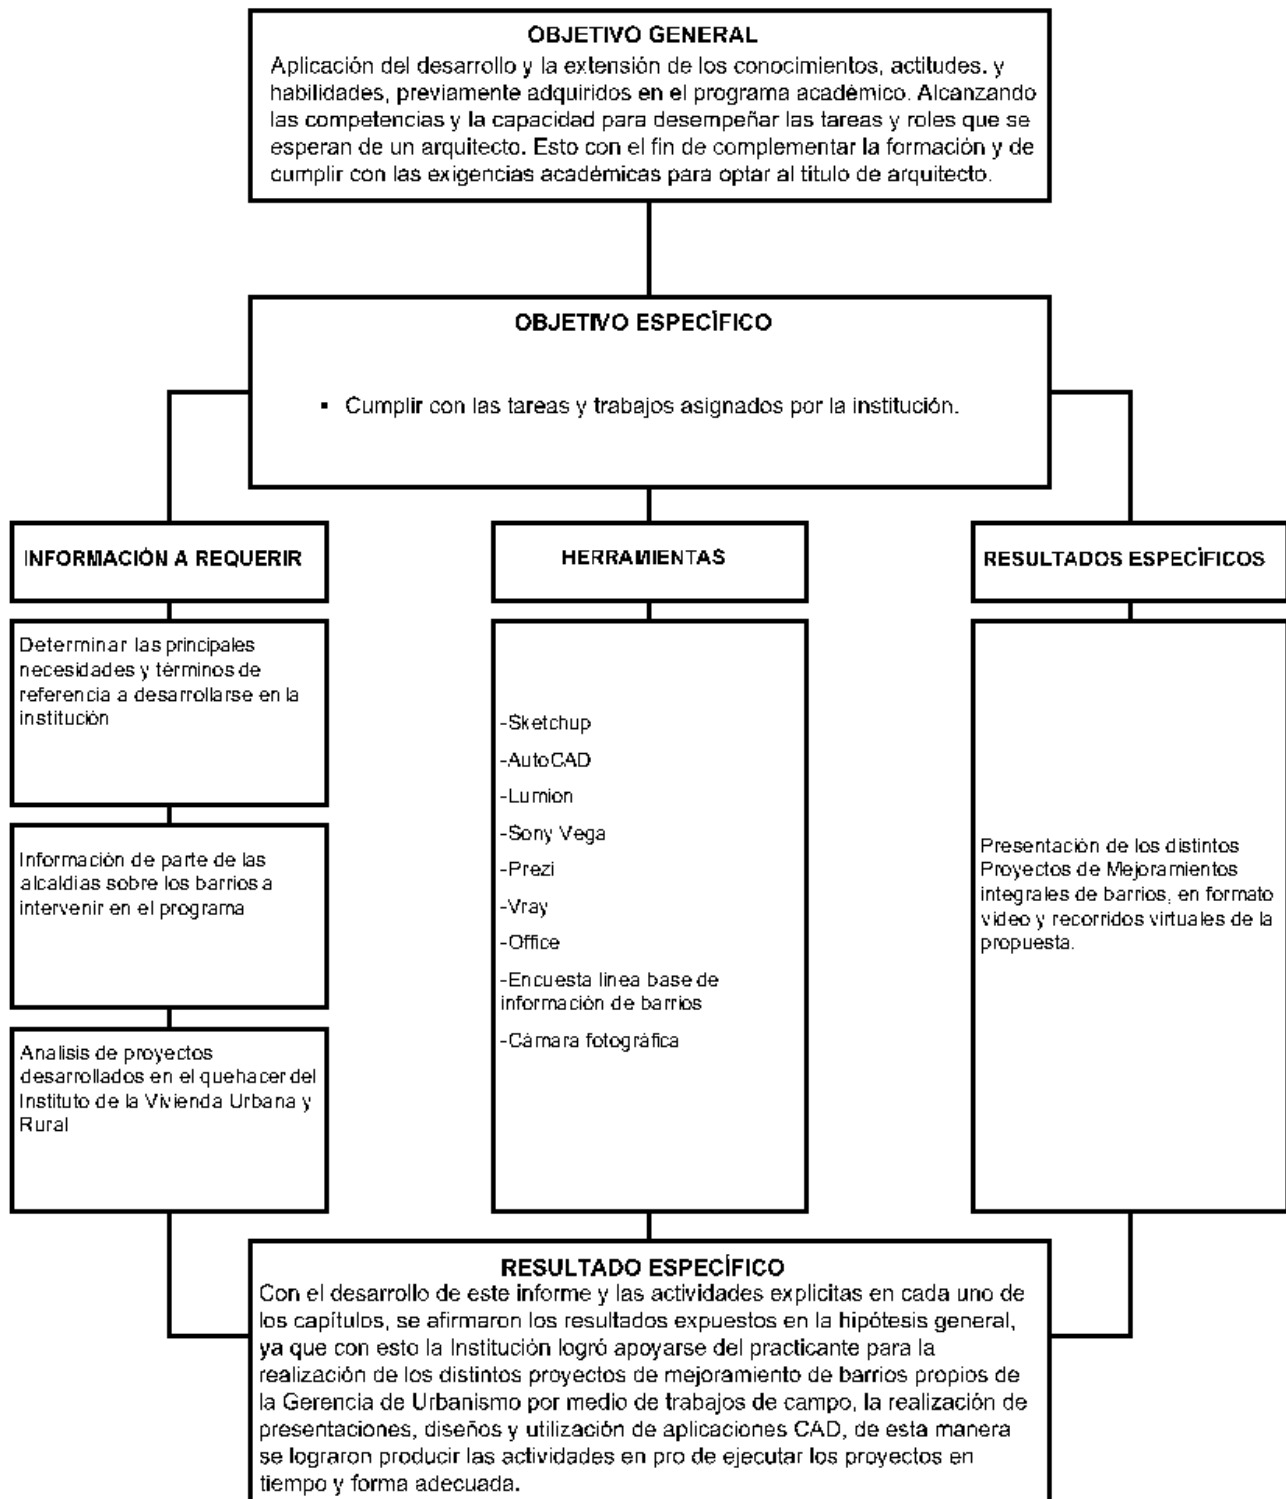 OBJETIVO GENERAL
Aplicación del desarrollo y la extensión de los conocimientos, actitudes. y
habilidades, previamente adquiridos en el programa académico. Alcanzando
las competencias y la capacidad para desempeñar las tareas y roles que se
esperan de un arquitecto. Esto con el fin de complementar la formación y de
cumplir con las exigencias académicas para optar al título de arquitecto.
OBJETIVO ESPECÍFICO
▪ Cumplir con las tareas y trabajos asignados por la institución.
INFORMACIÓN A REQUERIR
Determinar las principales
necesidades y términos de
referencia a desarrollarse en la
institución
Información de parte de las
alcaldías sobre los barrios a
intervenir en el programa
Analisis de proyectos
desarrollados en el quehacer del
Instituto de la Vivienda Urbana y
Rural
HERRAMIENTAS
-Sketchup
-AutoCAD
-Lumion
-Sony Vega
-Prezi
-Vray
-Office
-Encuesta línea base de
información de barrios
-Cámara fotográfica
RESULTADOS ESPECÍFICOS
Presentación de los distintos
Proyectos de Mejoramientos
integrales de barrios, en formato
video y recorridos virtuales de la
propuesta.
RESULTADO ESPECÍFICO
Con el desarrollo de este informe y las actividades explicitas en cada uno de
los capítulos, se afirmaron los resultados expuestos en la hipótesis general,
ya que con esto la Institución logró apoyarse del practicante para la
realización de los distintos proyectos de mejoramiento de barrios propios de
la Gerencia de Urbanismo por medio de trabajos de campo, la realización de
presentaciones, diseños y utilización de aplicaciones CAD, de esta manera
se lograron producir las actividades en pro de ejecutar los proyectos en
tiempo y forma adecuada.